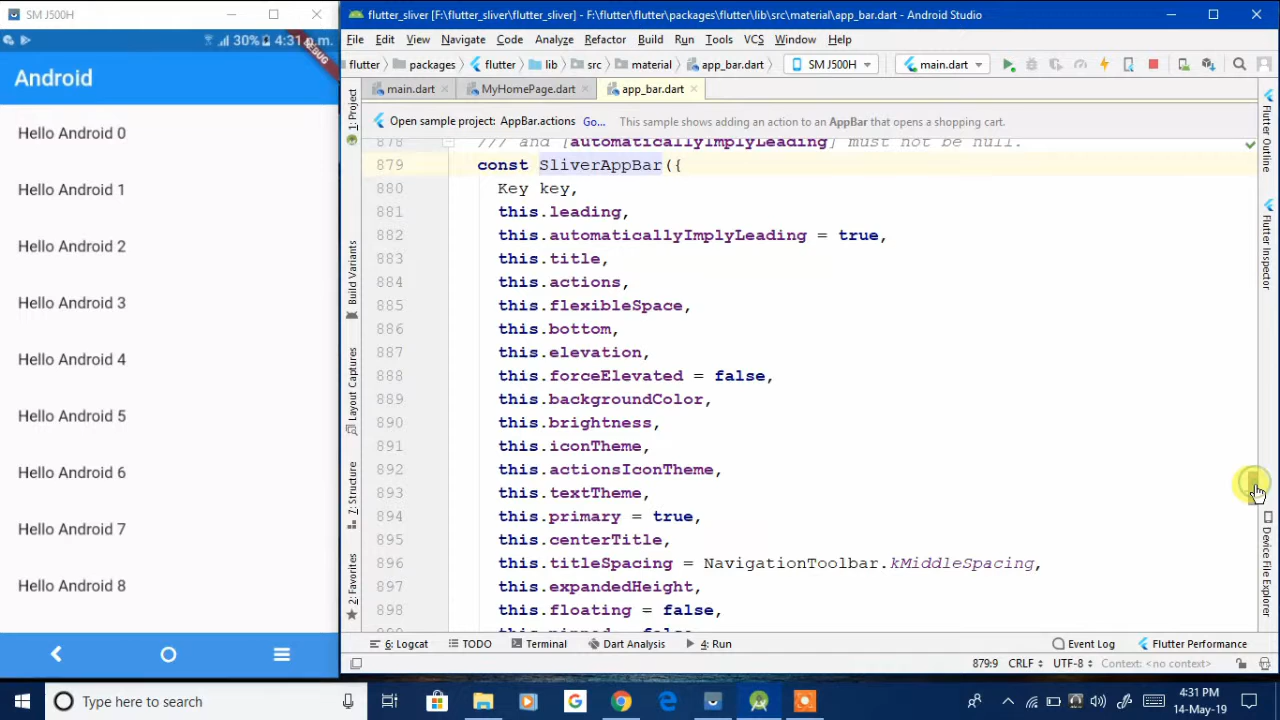 SM J500H
30% 4:31 p.m.
DEBUG
Android
Hello Android 0
Hello Android 1
Hello Android 2
Hello Android 3
Hello Android 4
Hello Android 5
Hello Android 6
Hello Android 7
Hello Android 8
flutter_sliver [F:\flutter_sliver\flutter_sliver] - F:\flutter\flutter\packages\flutter\lib\src\material\app_bar.dart - Android Studio
File Edit View Navigate Code Analyze Refactor Build Run Tools VCS Window Help
flutter packages flutter lib src material app_bar.dart SM J500H main.dart
main.dart MyHomePage.dart app_bar.dart
Open sample project: AppBar.actions Go... This sample shows adding an action to an AppBar that opens a shopping cart.
1: Project
Build Variants
Layout Captures
7: Structure
2: Favorites
878 /// and [automaticallyImplyLeading] must not be null.
879 const SliverAppBar({
880 Key key,
881 this.leading,
882 this.automaticallyImplyLeading = true,
883 this.title,
884 this.actions,
885 this.flexibleSpace,
886 this.bottom,
887 this.elevation,
888 this.forceElevated = false,
889 this.backgroundColor,
890 this.brightness,
891 this.iconTheme,
892 this.actionsIconTheme,
893 this.textTheme,
894 this.primary = true,
895 this.centerTitle,
896 this.titleSpacing = NavigationToolbar.kMiddleSpacing,
897 this.expandedHeight,
898 this.floating = false,
Flutter Outline
Flutter Inspector
Device File Explorer
6: Logcat TODO Terminal Dart Analysis 4: Run Event Log Flutter Performance
879:9 CRLF UTF-8 Context: <no context>
Type here to search
4:31 PM
14-May-19